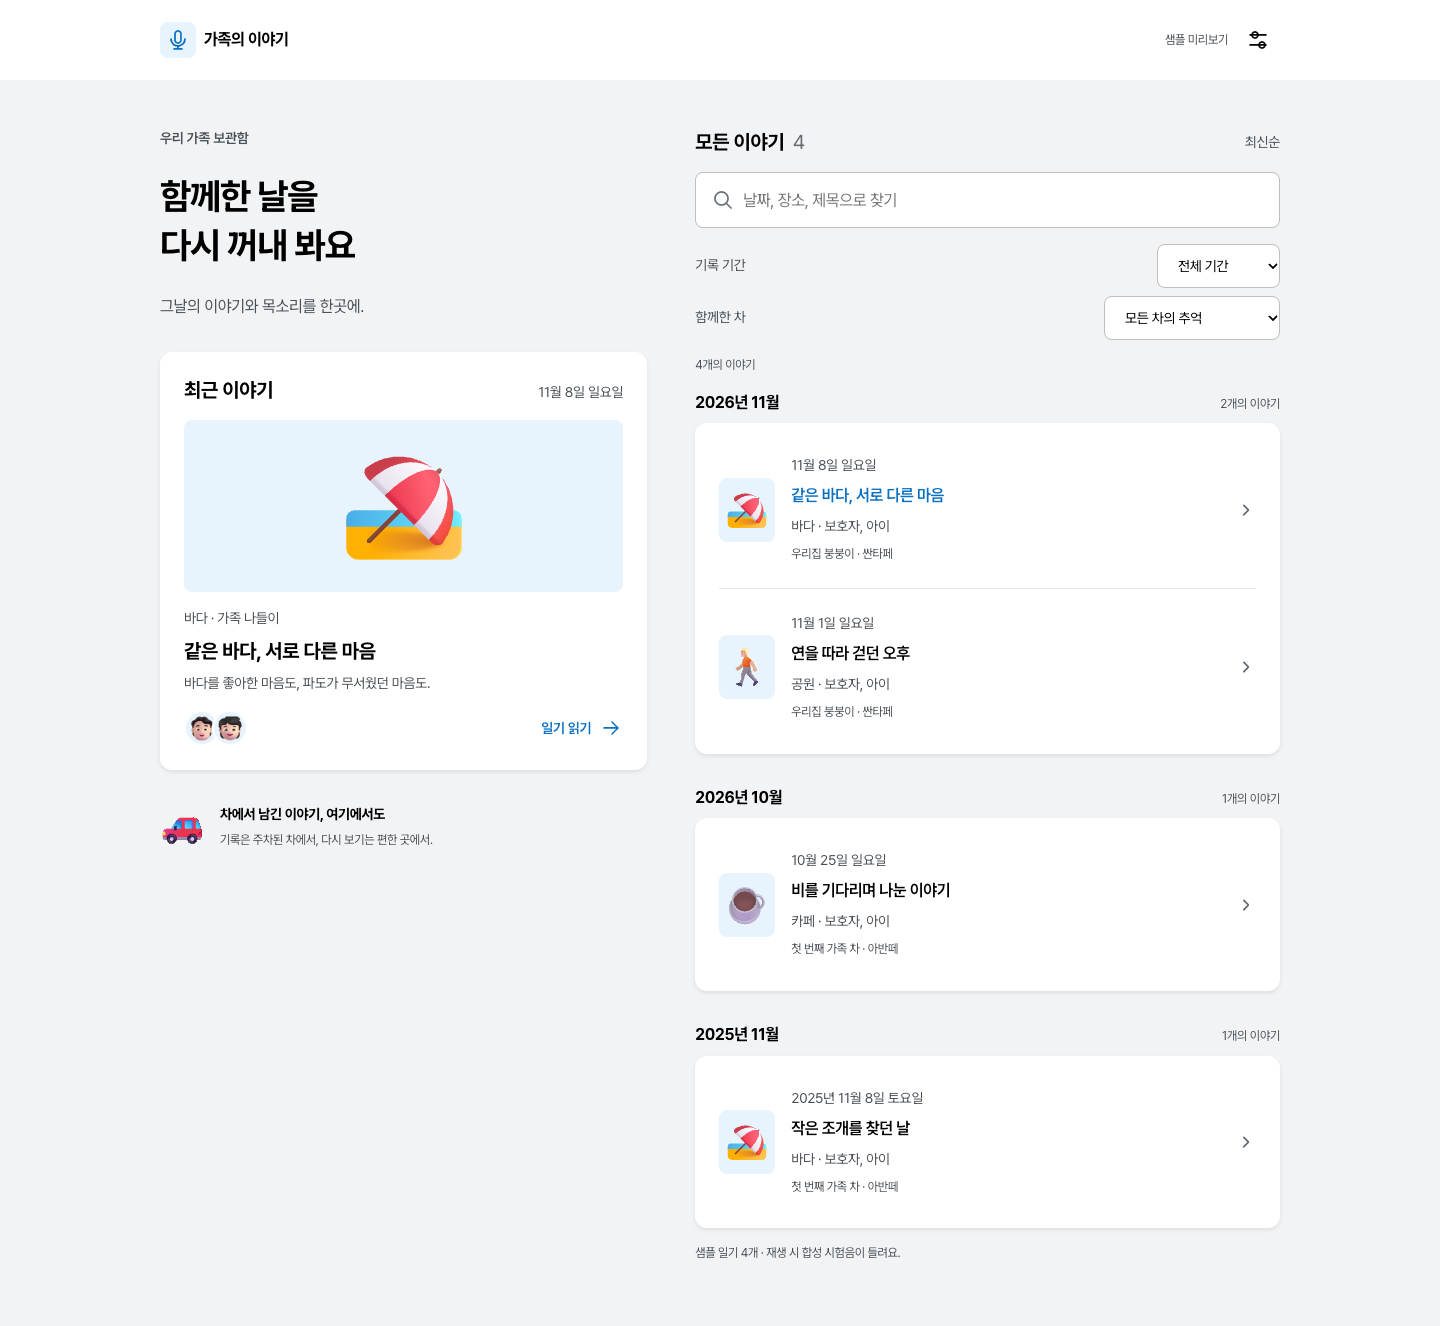 가족의 이야기
샘플 미리보기
우리 가족 보관함
함께한 날을
다시 꺼내 봐요
그날의 이야기와 목소리를 한곳에.
최근 이야기
11월 8일 일요일
바다 · 가족 나들이
같은 바다, 서로 다른 마음
바다를 좋아한 마음도, 파도가 무서웠던 마음도.
일기 읽기
차에서 남긴 이야기, 여기에서도
기록은 주차된 차에서, 다시 보기는 편한 곳에서.
모든 이야기 4
최신순
날짜, 장소, 제목으로 찾기
기록 기간
전체 기간
함께한 차
모든 차의 추억
4개의 이야기
2026년 11월
2개의 이야기
11월 8일 일요일
같은 바다, 서로 다른 마음
바다 · 보호자, 아이
우리집 붕붕이 · 싼타페
11월 1일 일요일
연을 따라 걷던 오후
공원 · 보호자, 아이
우리집 붕붕이 · 싼타페
2026년 10월
1개의 이야기
10월 25일 일요일
비를 기다리며 나눈 이야기
카페 · 보호자, 아이
첫 번째 가족 차 · 아반떼
2025년 11월
1개의 이야기
2025년 11월 8일 토요일
작은 조개를 찾던 날
바다 · 보호자, 아이
첫 번째 가족 차 · 아반떼
샘플 일기 4개 · 재생 시 합성 시험음이 들려요.